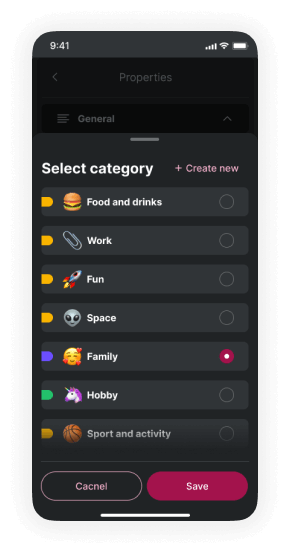 9:41
Properties
General
Select category + Create new
Food and drinks
Work
Fun
Space
Family
Hobby
Sport and activity
Cacnel Save